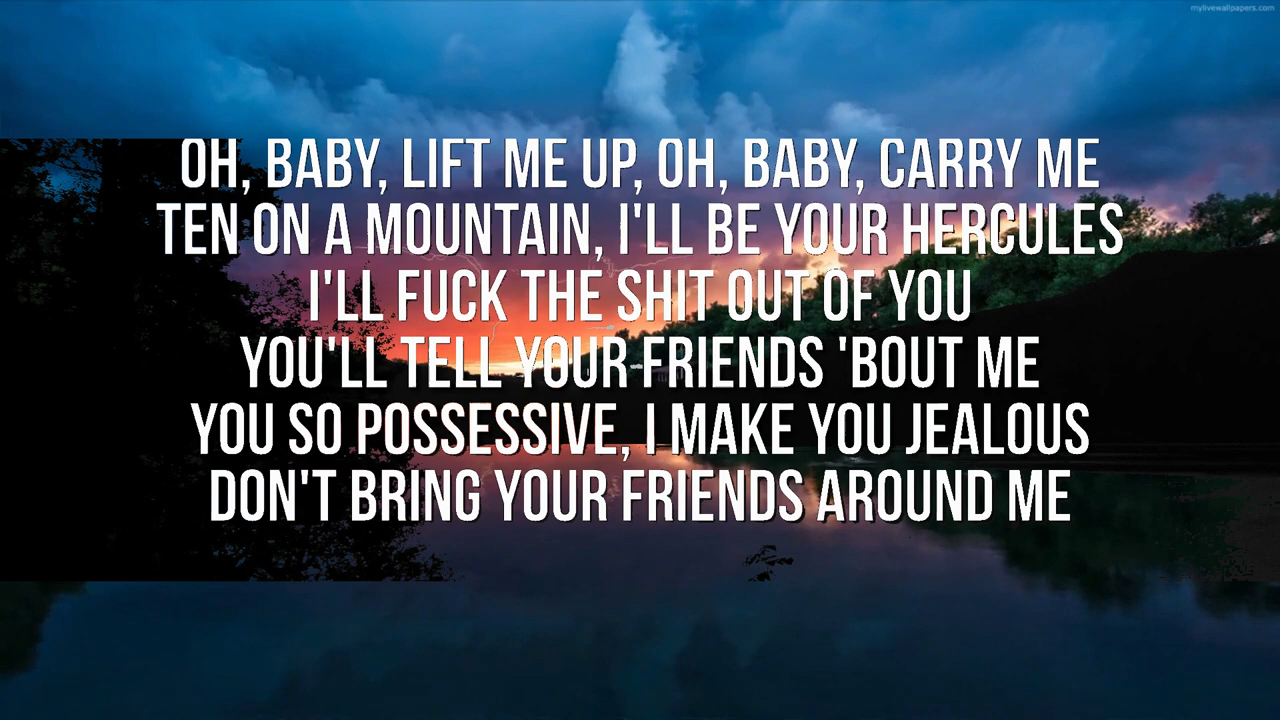 mylivewallpapers.com
OH, BABY, LIFT ME UP, OH, BABY, CARRY ME
TEN ON A MOUNTAIN, I'LL BE YOUR HERCULES
I'LL FUCK THE SHIT OUT OF YOU
YOU'LL TELL YOUR FRIENDS 'BOUT ME
YOU SO POSSESSIVE, I MAKE YOU JEALOUS
DON'T BRING YOUR FRIENDS AROUND ME